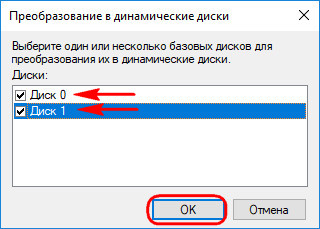 Преобразование в динамические диски
Выберите один или несколько базовых дисков для
преобразования их в динамические диски.
Диски:
Диск 0
Диск 1
OK
Отмена